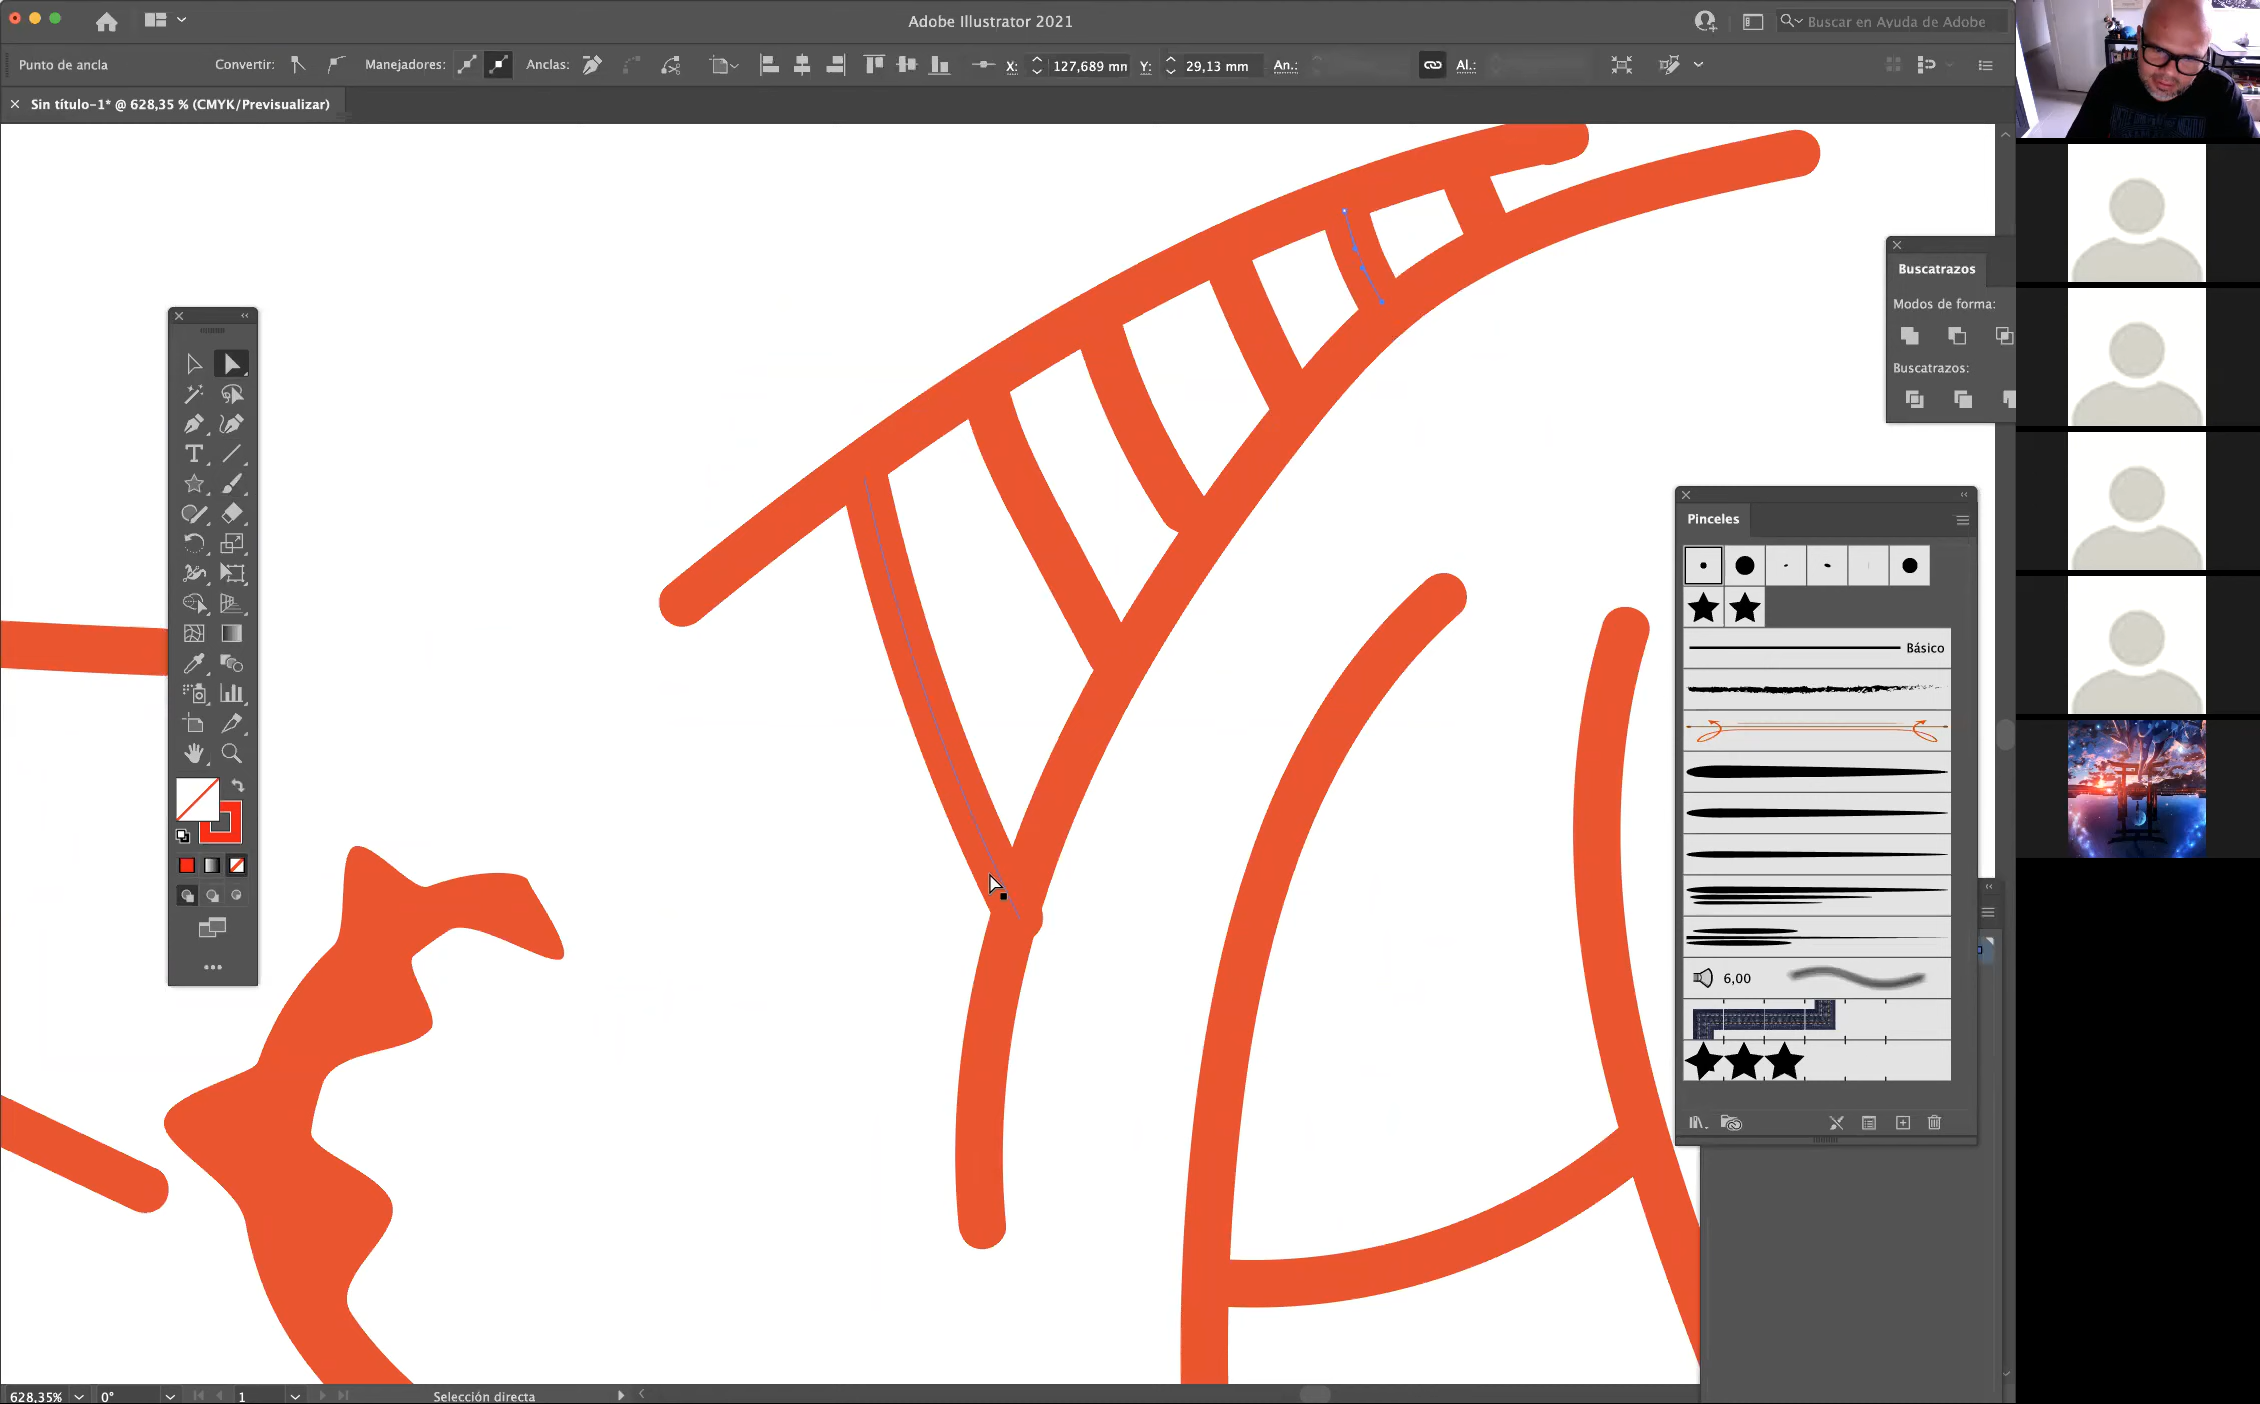 Adobe Illustrator 2021
Buscar en Ayuda de Adobe
Punto de ancla
Convertir:
Manejadores:
Anclas:
X:
127,689 mm
Y:
29,13 mm
An.:
Al.:
Sin título-1* @ 628,35 % (CMYK/Previsualizar)
Buscatrazos
Modos de forma:
Buscatrazos:
Pinceles
Básico
6,00
628,35%
0°
1
Selección directa